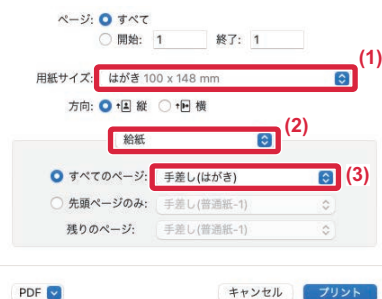 ページ: すべて
開始: 1 終了: 1
(1)
用紙サイズ: はがき 100 x 148 mm
方向: 縦 横
(2)
給紙
すべてのページ: 手差し(はがき) (3)
先頭ページのみ: 手差し(普通紙-1)
残りのページ: 手差し(普通紙-1)
PDF キャンセル プリント